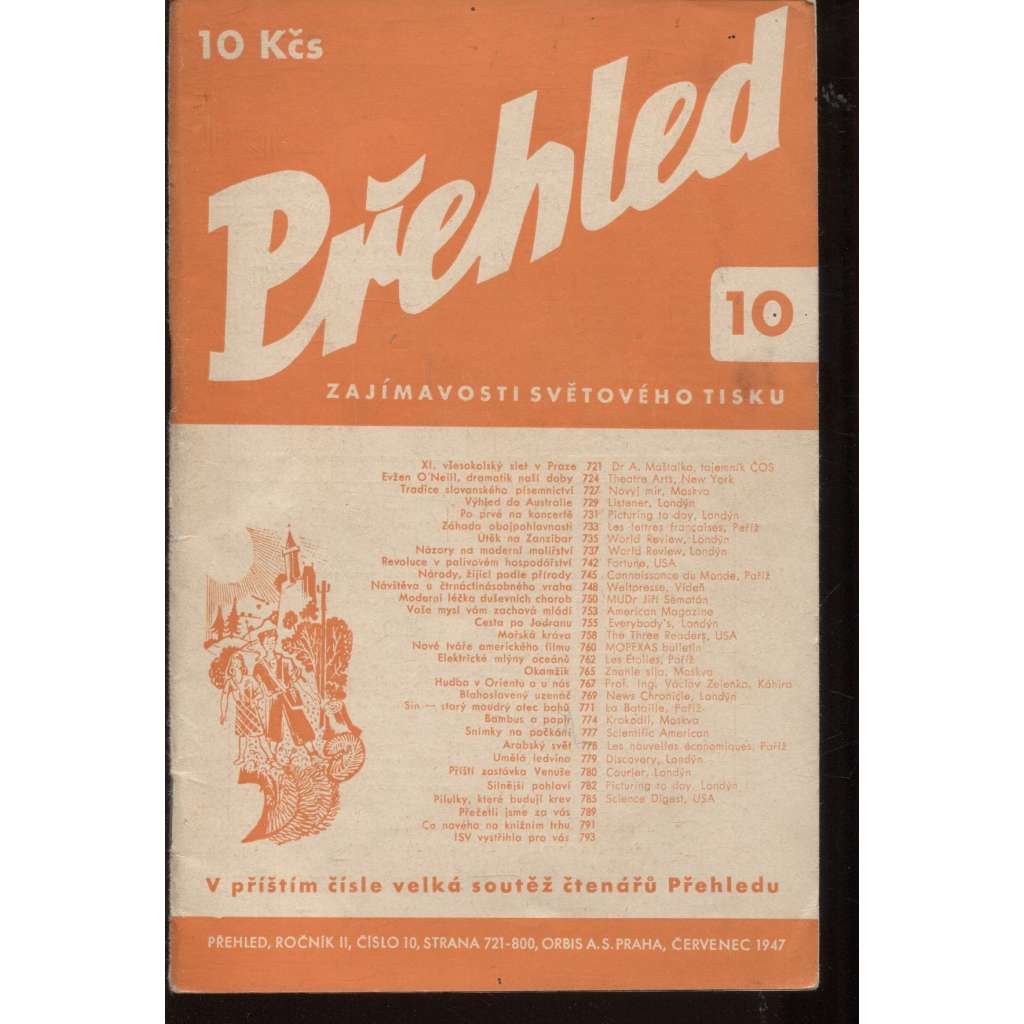 10 Kčs
Přehled
10
ZAJÍMAVOSTI SVĚTOVÉHO TISKU
XI. všesokolský slet v Praze 721 Dr A. Maštalka, tajemník ČOS
Evžen O'Neill, dramatik naší doby 724 Theatre Arts, New York
Tradice slovanského písemnictví 727 Novyj mir, Moskva
Výhled do Australie 729 Listener, Londýn
Po prvé na koncertě 731 Picturing to day, Londýn
Záhada obojpohlavnosti 733 Les lettres françaises, Paříž
Útěk na Zanzibar 735 World Review, Londýn
Názory na moderní malířství 737 World Review, Londýn
Revoluce v palivovém hospodářství 742 Fortune, USA
Národy, žijící podle přírody 745 Connaissance du Monde, Paříž
Návštěva u čtrnáctinásobného vraha 748 Weltpresse, Vídeň
Moderní léčka duševních chorob 750 MUDr Jiří Sematán
Vaše mysl vám zachová mládí 753 American Magazine
Cesta po Jadranu 755 Everybody's, Londýn
Mořská kráva 758 The Three Readers, USA
Nové tváře amerického filmu 760 MOPEXAS bulletin
Elektrické mlýny oceánů 762 Les Étoiles, Paříž
Okamžik 765 Znanie sila, Moskva
Hudba v Orientu a u nás 767 Prof. Ing. Václav Zelenka, Káhira
Blahoslavený uzenáč 769 News Chronicle, Londýn
Sin — starý moudrý otec bohů 771 La Bataille, Paříž
Bambus a papír 774 Krokodil, Moskva
Snímky na počkání 777 Scientific American
Arabský svět 778 Les nouvelles économiques, Paříž
Umělá ledvina 779 Discovery, Londýn
Příští zastávka Venuše 780 Courier, Londýn
Silnější pohlaví 782 Picturing to day, Londýn
Pilulky, které budují krev 785 Science Digest, USA
Přečetli jsme za vás 789
Co nového na knižním trhu 791
ISV vystřihla pro vás 793
V příštím čísle velká soutěž čtenářů Přehledu
PŘEHLED, ROČNÍK II, ČÍSLO 10, STRANA 721-800, ORBIS A. S. PRAHA, ČERVENEC 1947